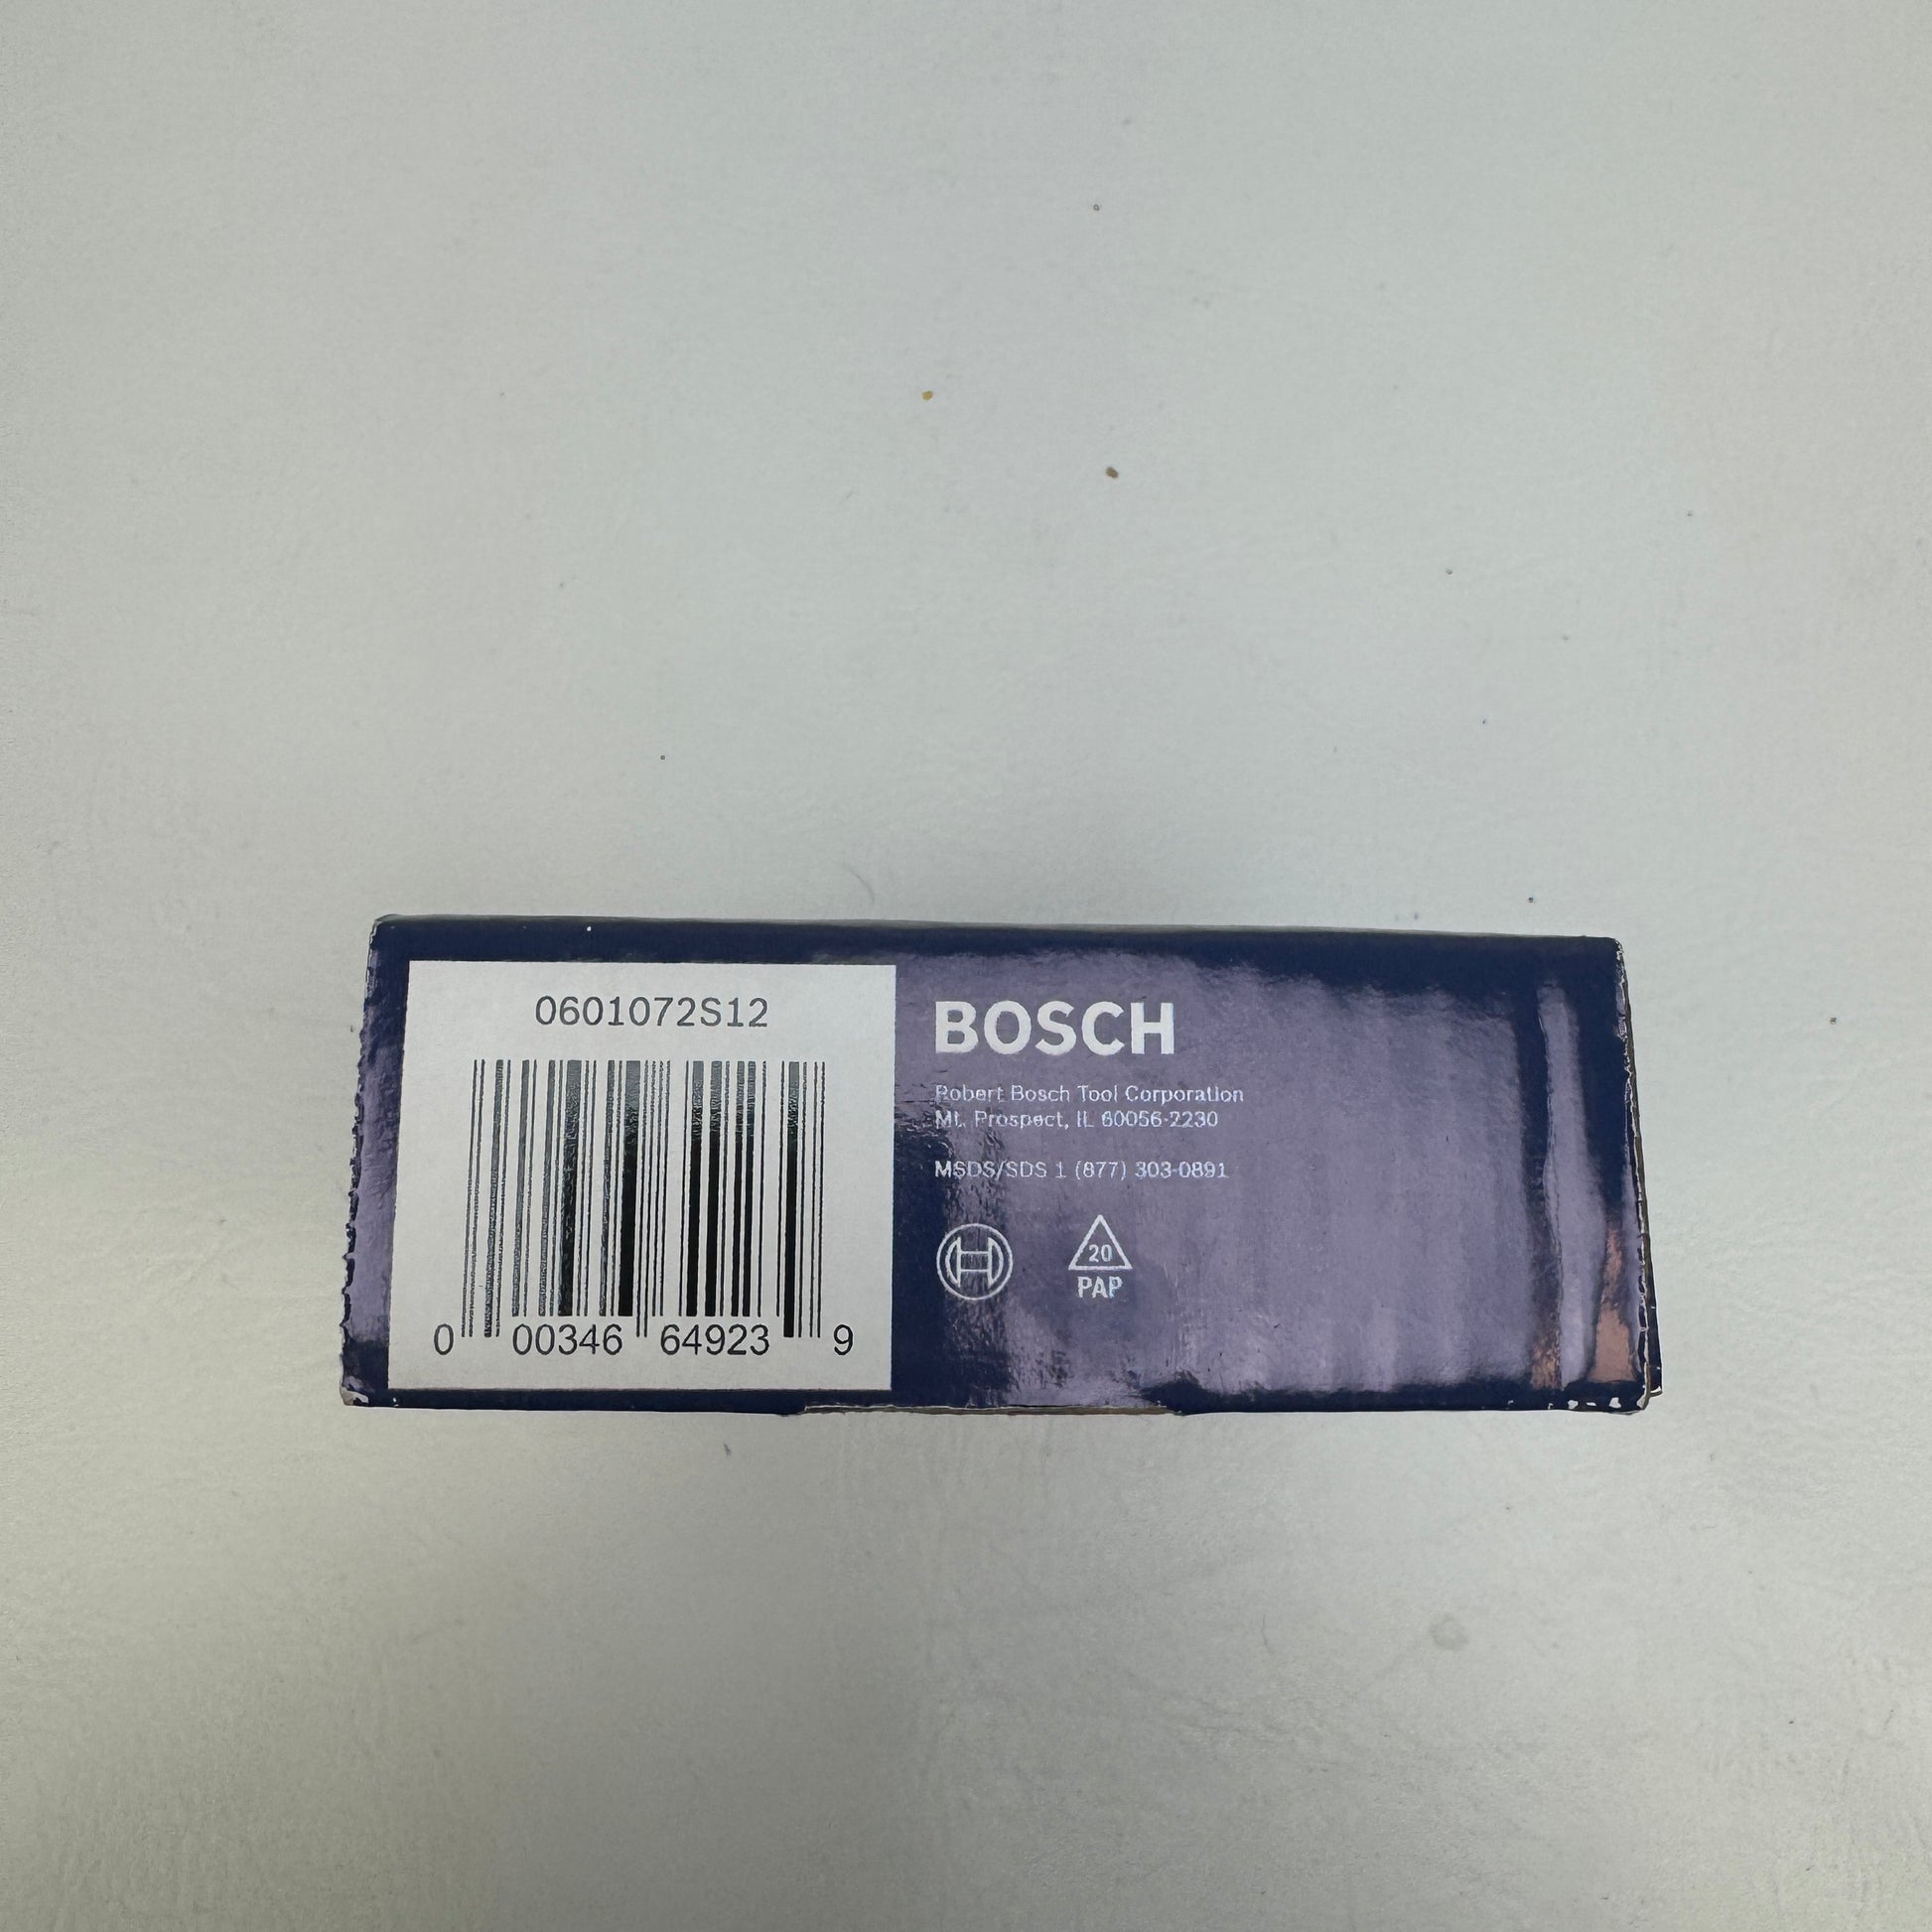 0601072S12
0 00346 64923 9
BOSCH
Robert Bosch Tool Corporation
Mt. Prospect, IL 60056-2230
MSDS/SDS 1 (877) 303-0891
20
PAP